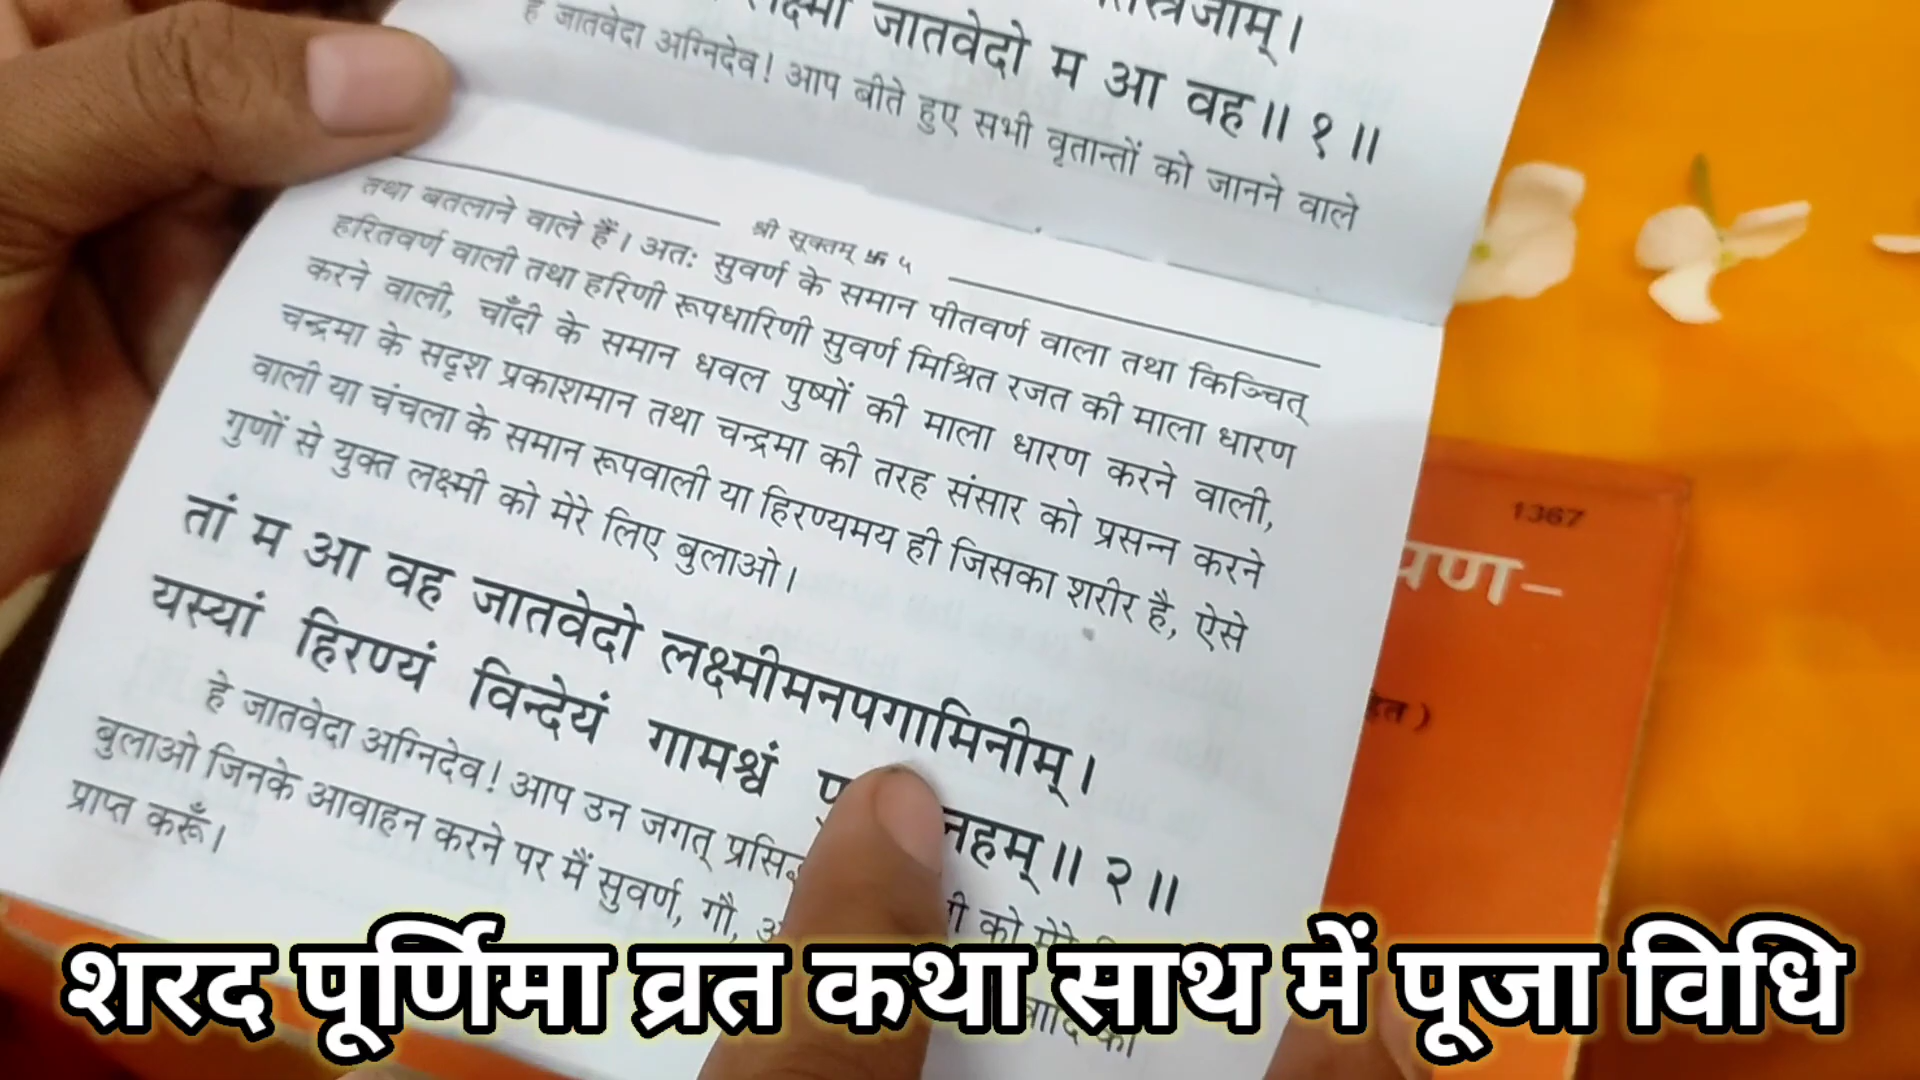 जातवेदो म आ वह॥ १॥
हे जातवेदा अग्निदेव! आप बीते हुए सभी वृतान्तों को जानने वाले
श्री सूक्तम् 卐 ५
तथा बतलाने वाले हैं। अतः सुवर्ण के समान पीतवर्ण वाला तथा किञ्चित्
हरितवर्ण वाली तथा हरिणी रूपधारिणी सुवर्ण मिश्रित रजत की माला धारण
करने वाली, चाँदी के समान धवल पुष्पों की माला धारण करने वाली,
चन्द्रमा के सदृश प्रकाशमान तथा चन्द्रमा की तरह संसार को प्रसन्न करने
वाली या चंचला के समान रूपवाली या हिरण्यमय ही जिसका शरीर है, ऐसे
गुणों से युक्त लक्ष्मी को मेरे लिए बुलाओ।
तां म आ वह जातवेदो लक्ष्मीमनपगामिनीम्।
यस्यां हिरण्यं विन्देयं गामश्वं नहम्॥ २॥
हे जातवेदा अग्निदेव! आप उन जगत् को मेरे
बुलाओ जिनके आवाहन करने पर मैं सुवर्ण, गौ,
प्राप्त करूँ।
1367
शरद पूर्णिमा व्रत कथा साथ में पूजा विधि